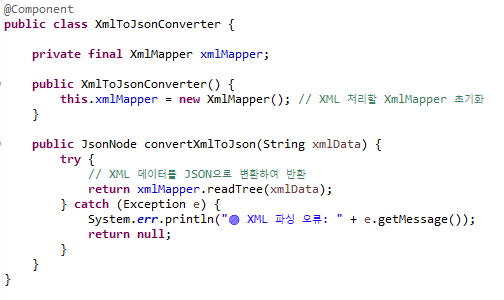 @Component
public class XmlToJsonConverter {
private final XmlMapper xmlMapper;
public XmlToJsonConverter() {
this.xmlMapper = new XmlMapper(); // XML 처리할 XmlMapper 초기화
}
public JsonNode convertXmlToJson(String xmlData) {
try {
// XML 데이터를 JSON으로 변환하여 반환
return xmlMapper.readTree(xmlData);
} catch (Exception e) {
System.err.println("🔴 XML 파싱 오류: " + e.getMessage());
return null;
}
}
}